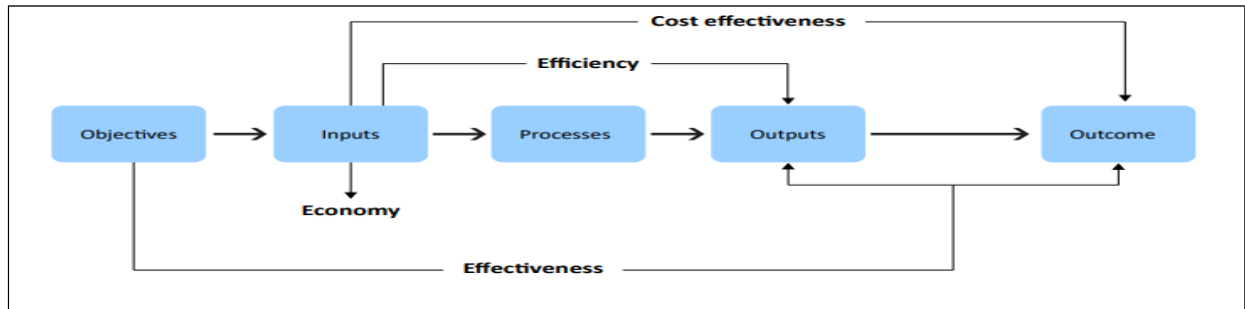 Cost effectiveness
Efficiency
Objectives
Inputs
Processes
Outputs
Outcome
Economy
Effectiveness